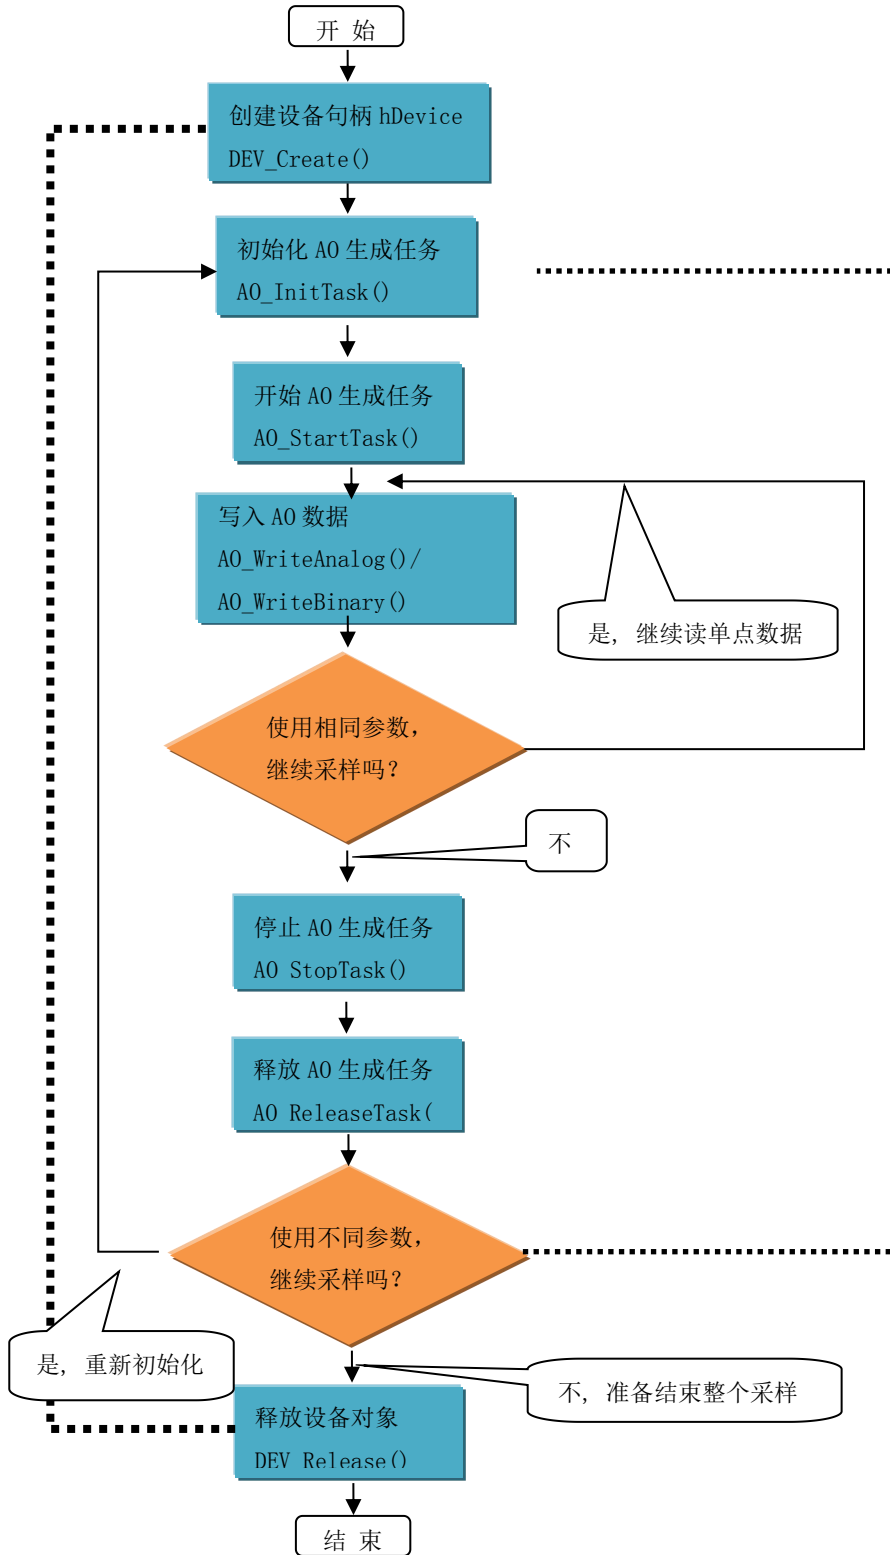 开 始
创建设备句柄 hDevice
DEV_Create()
初始化 AO 生成任务
AO_InitTask()
开始 AO 生成任务
AO_StartTask()
写入 AO 数据
AO_WriteAnalog()/
AO_WriteBinary()
是, 继续读单点数据
使用相同参数,
继续采样吗?
不
停止 AO 生成任务
AO StopTask()
释放 AO 生成任务
AO ReleaseTask(
使用不同参数,
继续采样吗?
是, 重新初始化
不, 准备结束整个采样
释放设备对象
DEV Release()
结 束